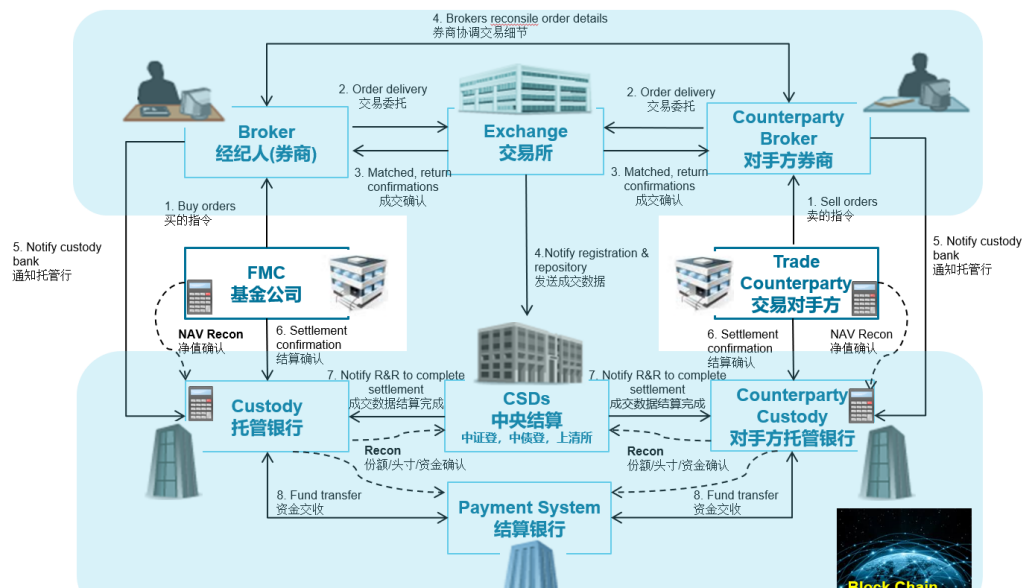 4. Brokers reconsile order details
券商协调交易细节
2. Order delivery
交易委托
2. Order delivery
交易委托
Broker
经纪人(券商)
Exchange
交易所
Counterparty
Broker
对手方券商
3. Matched, return
confirmations
成交确认
3. Matched, return
confirmations
成交确认
1. Buy orders
买的指令
1. Sell orders
卖的指令
5. Notify custody
bank
通知托管行
5. Notify custody
bank
通知托管行
4.Notify registration &
repository
发送成交数据
FMC
基金公司
Trade
Counterparty
交易对手方
NAV Recon
净值确认
6. Settlement
confirmation
结算确认
6. Settlement
confirmation
结算确认
NAV Recon
净值确认
7. Notify R&R to complete
settlement
成交数据结算完成
7. Notify R&R to complete
settlement
成交数据结算完成
Custody
托管银行
CSDs
中央结算
中证登，中债登，上清所
Counterparty
Custody
对手方托管银行
Recon
份额/头寸/资金确认
Recon
份额/头寸/资金确认
8. Fund transfer
资金交收
8. Fund transfer
资金交收
Payment System
结算银行
Block Chain